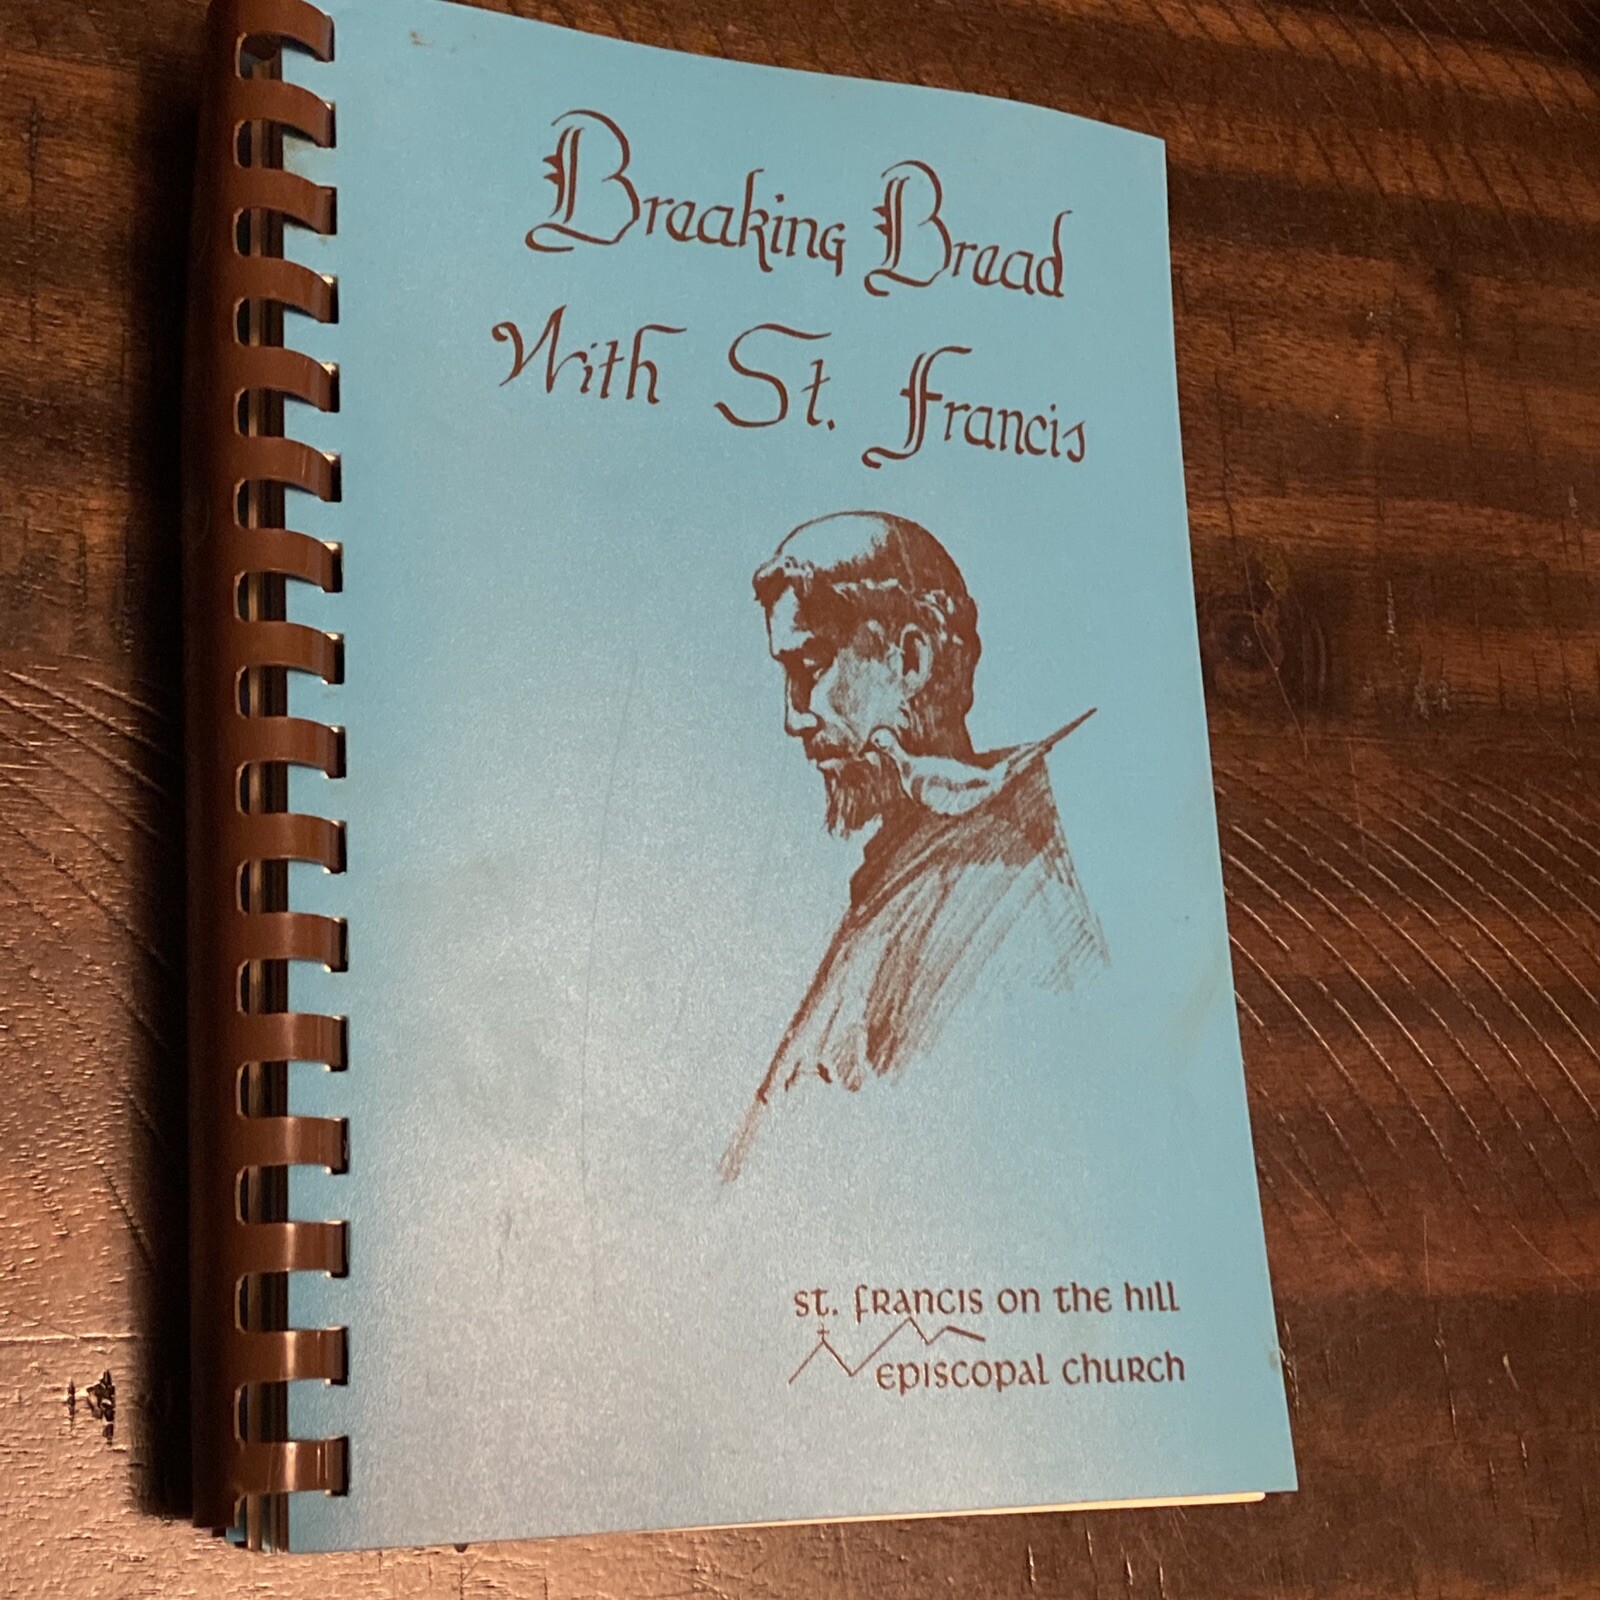 Breaking Bread
With St. Francis
st. francis on the hill
episcopal church